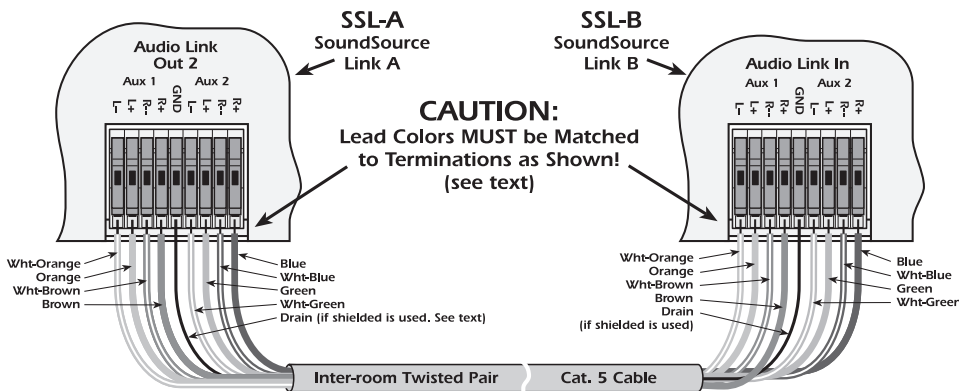 SSL-A
SoundSource
Link A
SSL-B
SoundSource
Link B
Audio Link
Out 2
Aux 1 Aux 2
L- L+ R- R+ GND L- L+ R- R+
Audio Link In
Aux 1 Aux 2
L- L+ R- R+ GND L- L+ R- R+
CAUTION:
Lead Colors MUST be Matched
to Terminations as Shown!
(see text)
Wht-Orange
Orange
Wht-Brown
Brown
Blue
Wht-Blue
Green
Wht-Green
Drain (if shielded is used. See text)
Wht-Orange
Orange
Wht-Brown
Brown
Drain
(if shielded is used)
Blue
Wht-Blue
Green
Wht-Green
Inter-room Twisted Pair
Cat. 5 Cable